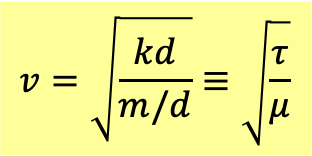 v = √(kd / (m/d)) ≡ √(τ / μ)